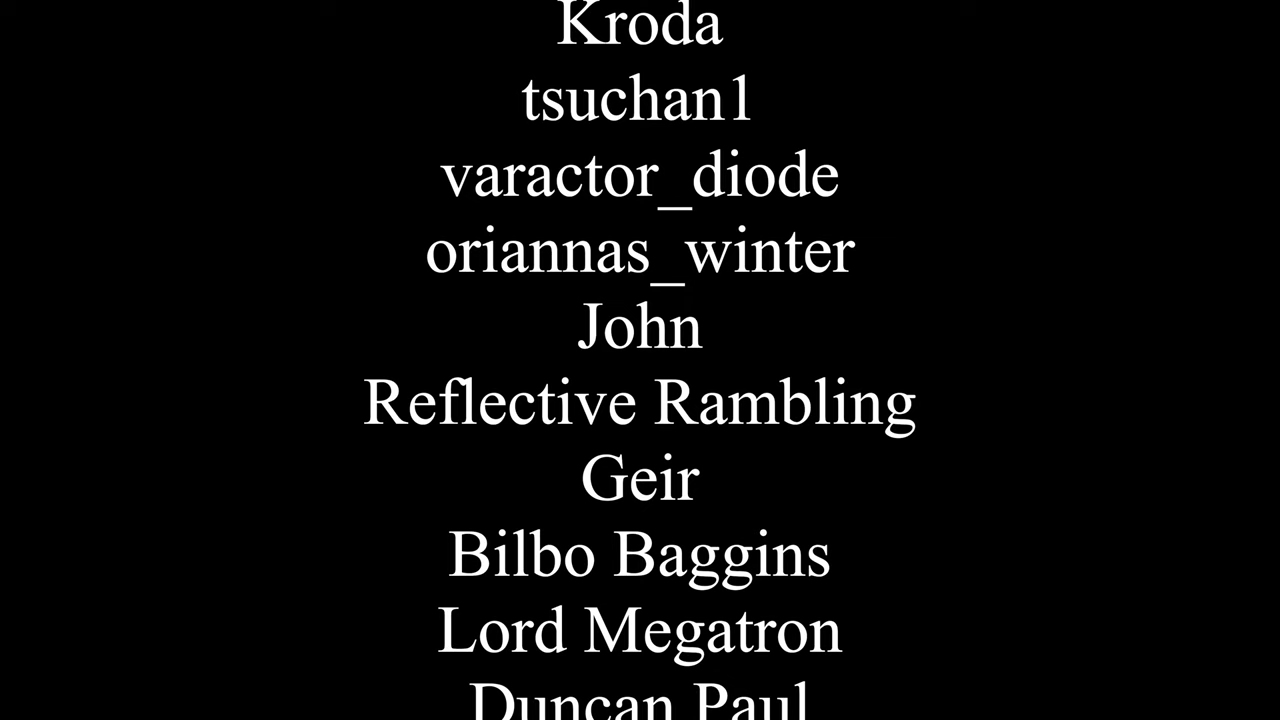 Kroda
tsuchan1
varactor_diode
oriannas_winter
John
Reflective Rambling
Geir
Bilbo Baggins
Lord Megatron
Duncan Paul